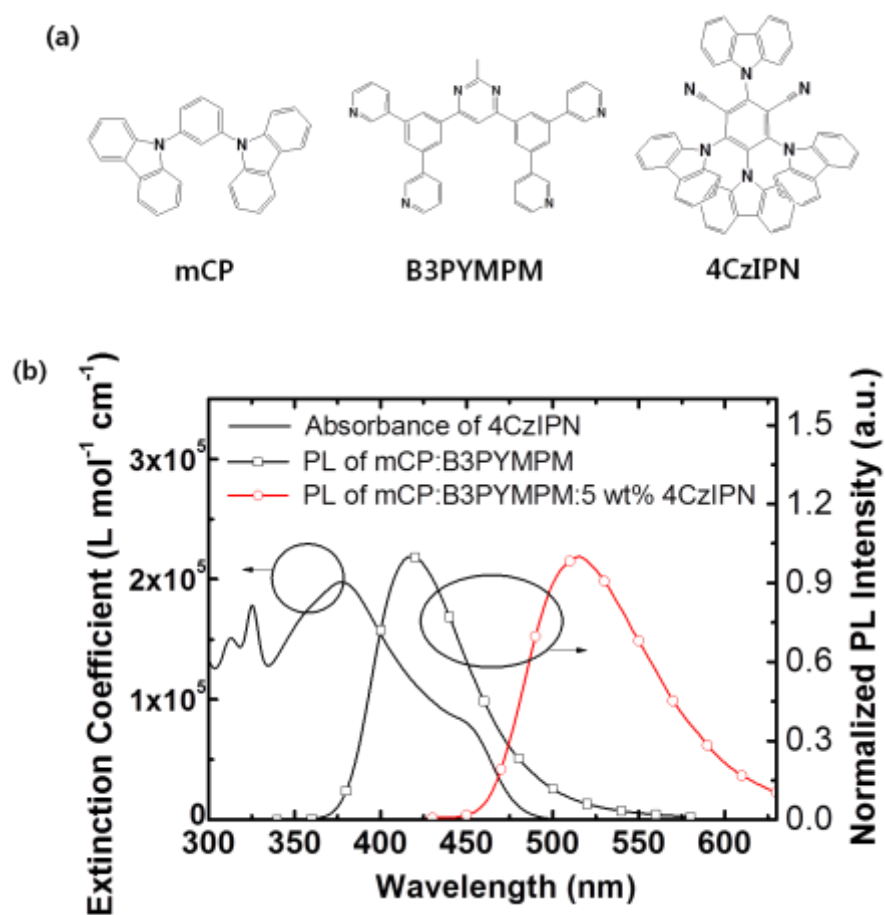 (a)
N
N
mCP
N
N
N
N
N
N
B3PYMPM
N
N
N
N
N
N
4CzIPN
(b)
Extinction Coefficient (L mol⁻¹ cm⁻¹)
3x10⁵
2x10⁵
1x10⁵
0
Absorbance of 4CzIPN
PL of mCP:B3PYMPM
PL of mCP:B3PYMPM:5 wt% 4CzIPN
1.5
1.2
0.9
0.6
0.3
0.0
Normalized PL Intensity (a.u.)
300 350 400 450 500 550 600
Wavelength (nm)